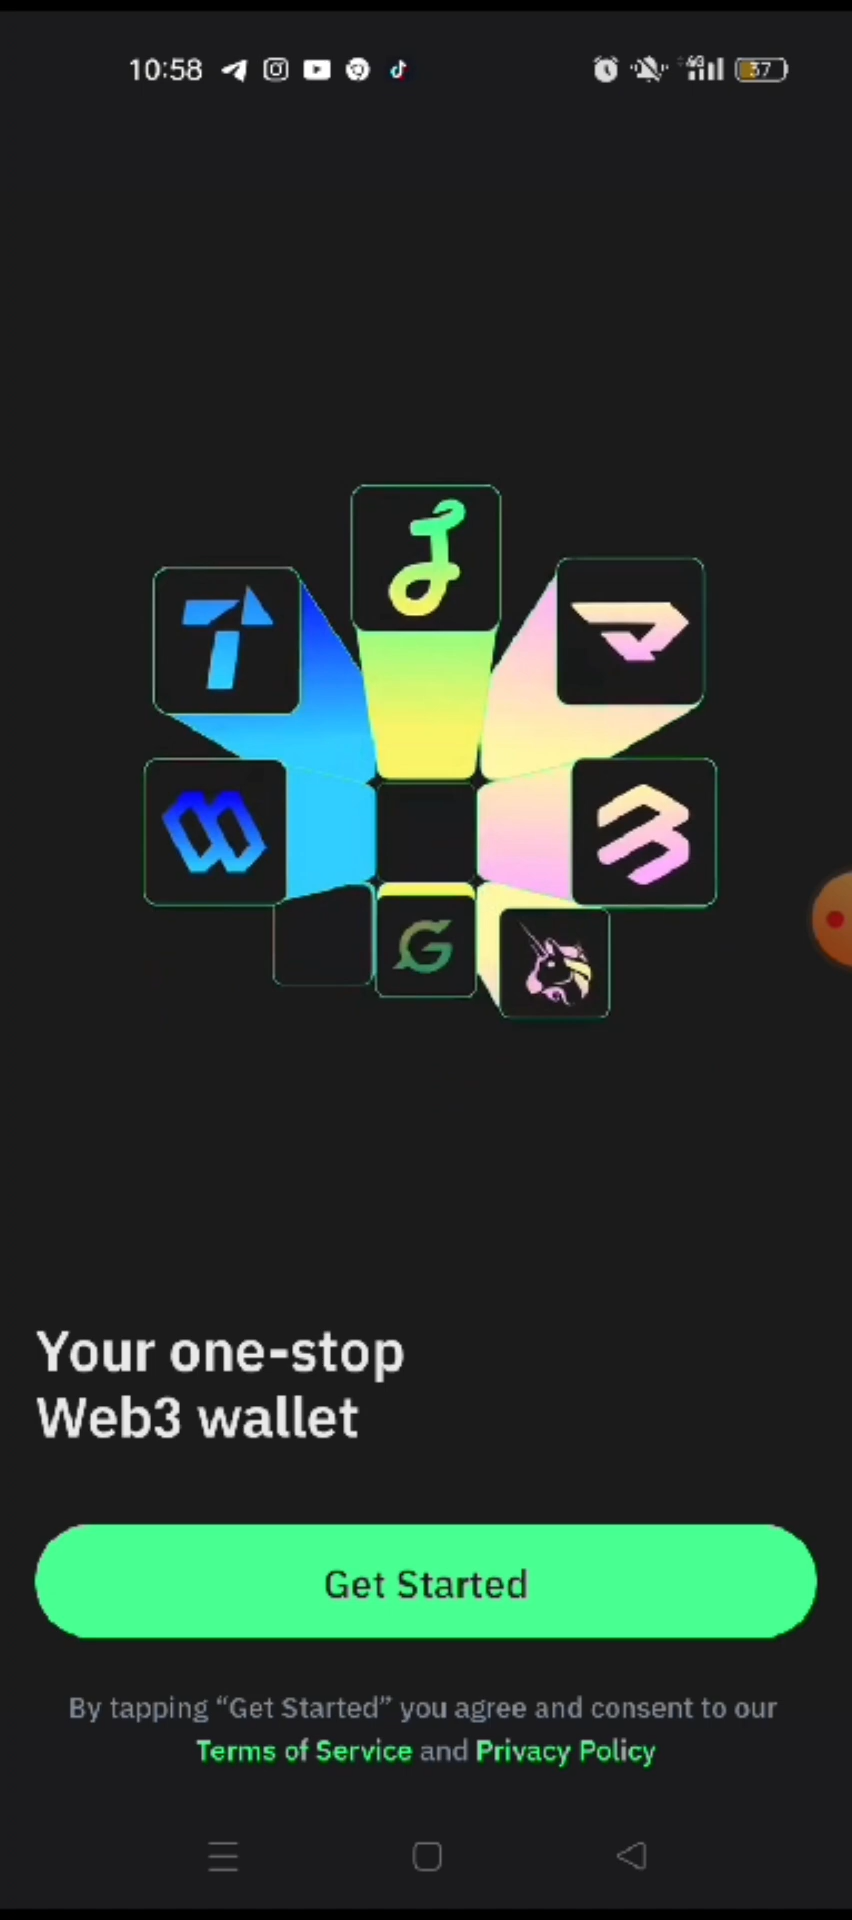 10:58
4G
37
Your one-stop
Web3 wallet
Get Started
By tapping “Get Started” you agree and consent to our
Terms of Service and Privacy Policy